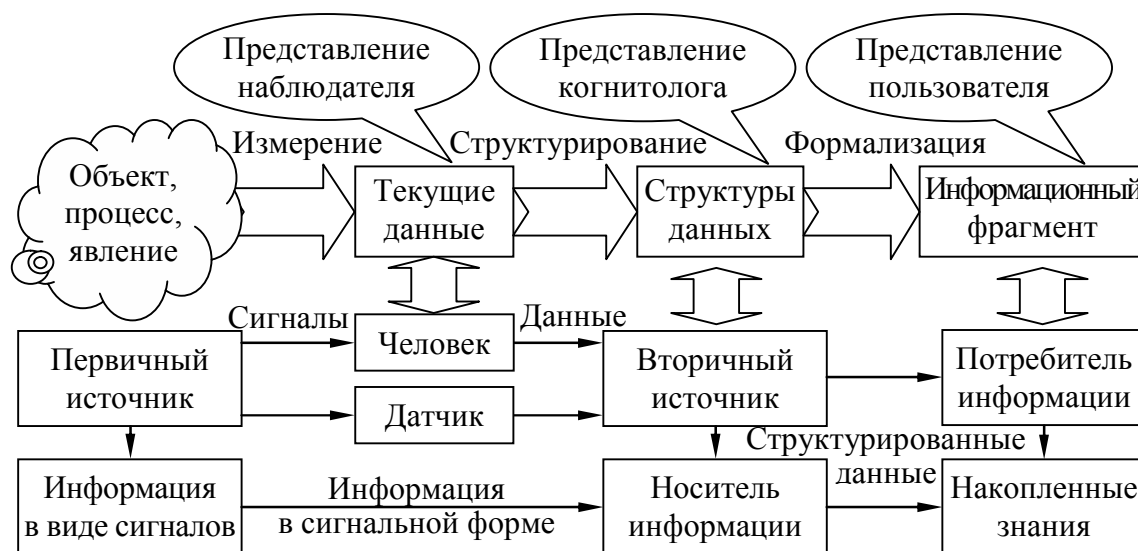 Представление
наблюдателя
Представление
когнитолога
Представление
пользователя
Измерение
Структурирование
Формализация
Объект,
процесс,
явление
Текущие
данные
Структуры
данных
Информационный
фрагмент
Сигналы
Данные
Первичный
источник
Человек
Датчик
Вторичный
источник
Потребитель
информации
Структурированные
данные
Информация
в виде сигналов
Информация
в сигнальной форме
Носитель
информации
Накопленные
знания